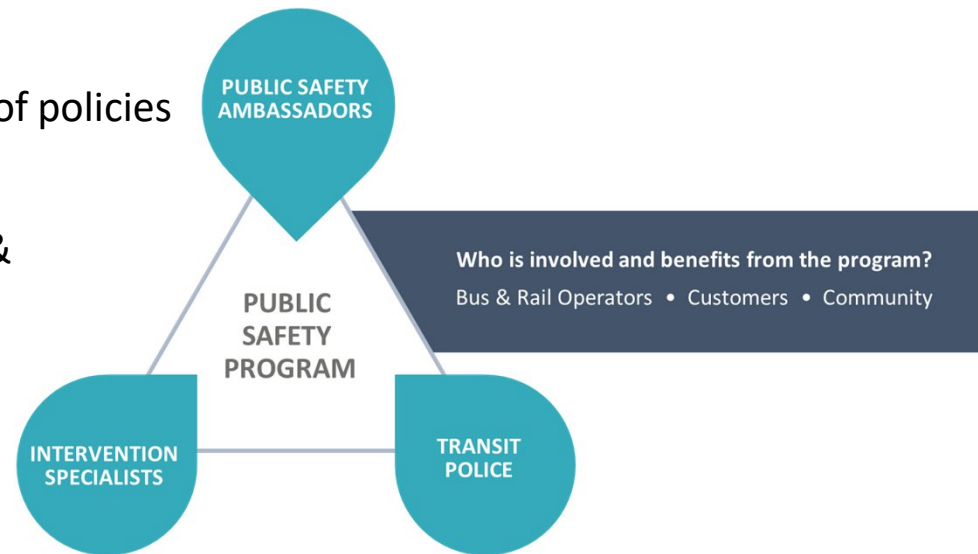 of policies
&
PUBLIC SAFETY
AMBASSADORS
Who is involved and benefits from the program?
Bus & Rail Operators • Customers • Community
PUBLIC
SAFETY
PROGRAM
INTERVENTION
SPECIALISTS
TRANSIT
POLICE